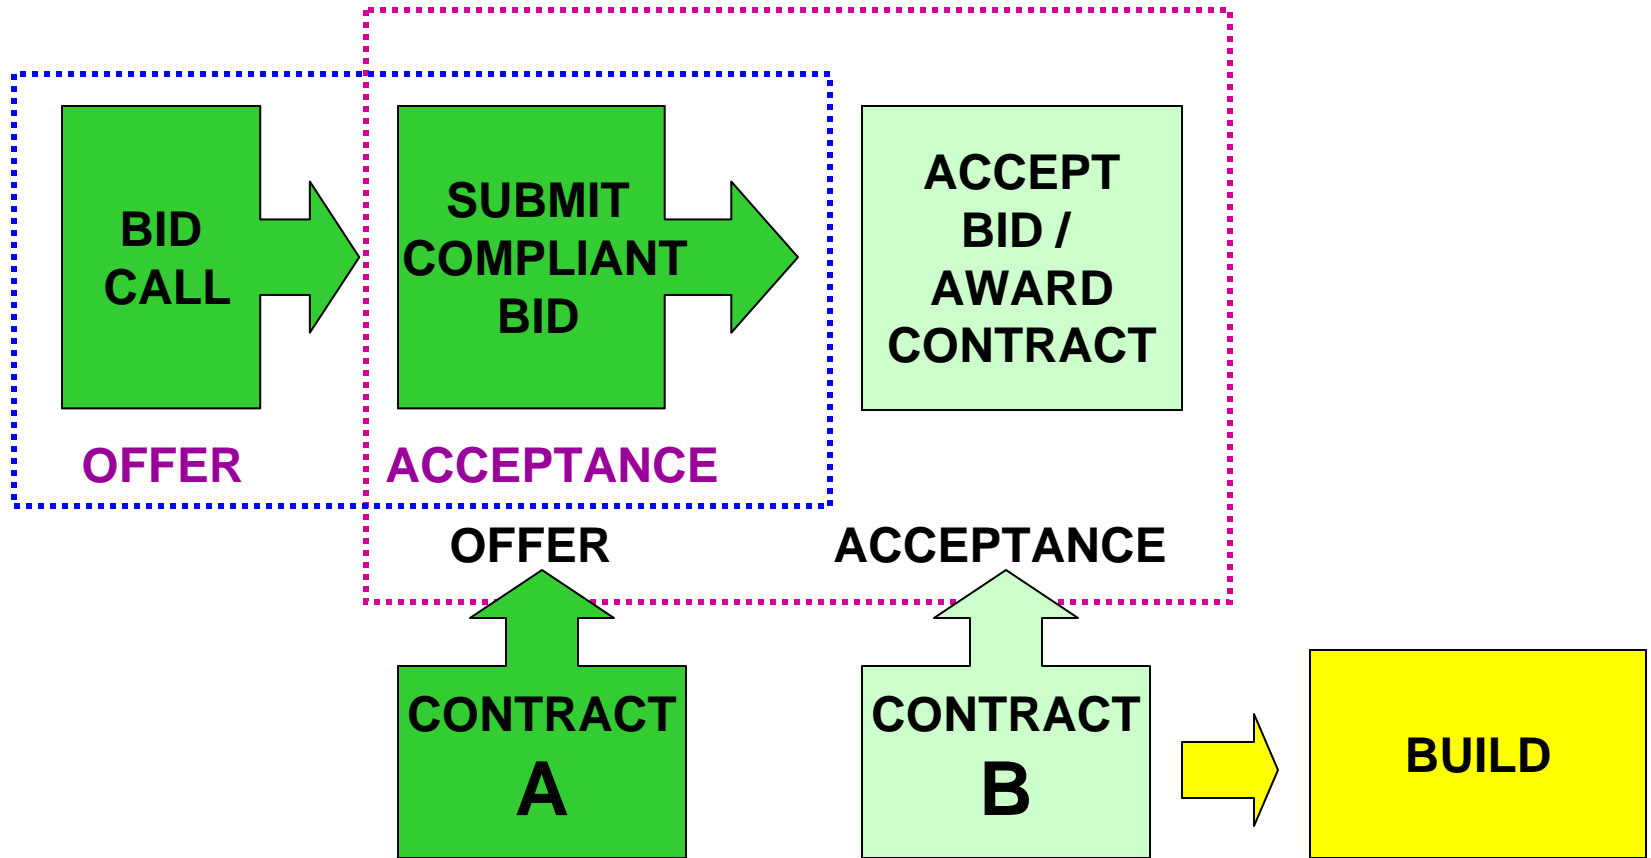 BID
CALL
SUBMIT
COMPLIANT
BID
ACCEPT
BID /
AWARD
CONTRACT
OFFER
ACCEPTANCE
OFFER
ACCEPTANCE
CONTRACT
A
CONTRACT
B
BUILD